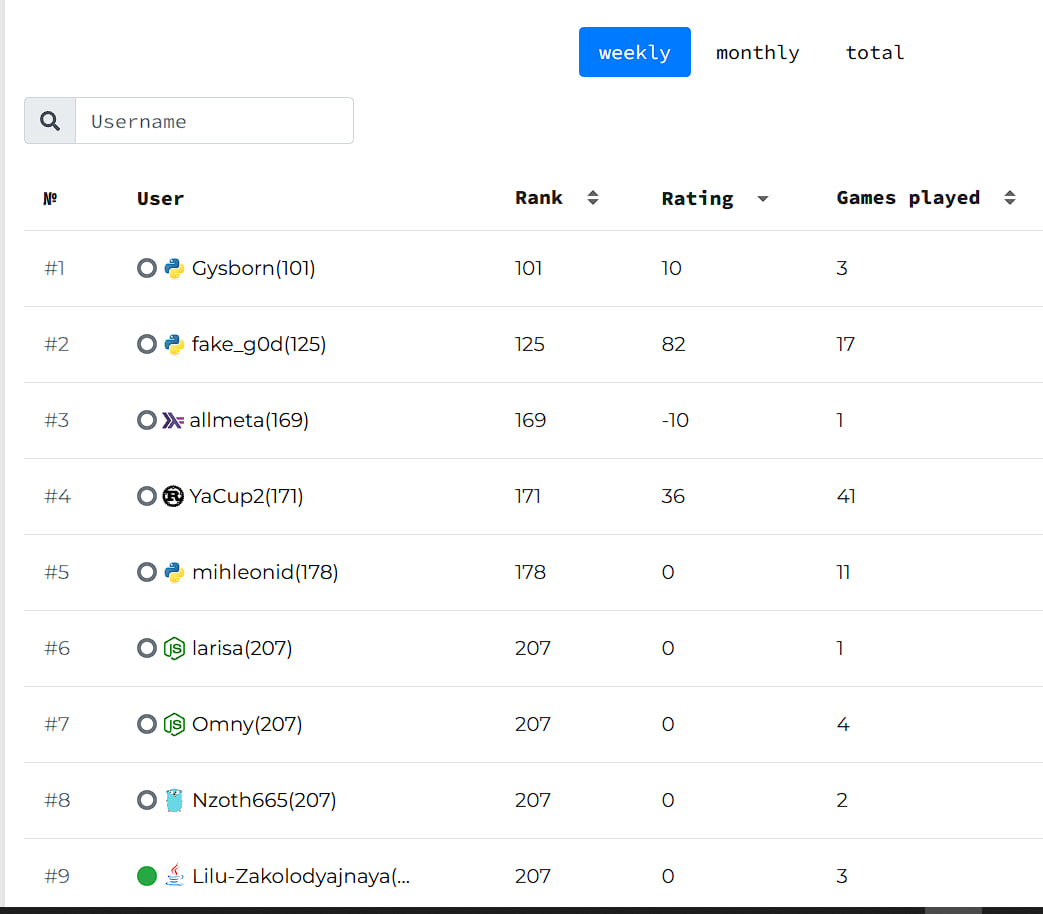 weekly monthly total
Username
№ User Rank Rating Games played
#1 Gysborn(101) 101 10 3
#2 fake_g0d(125) 125 82 17
#3 allmeta(169) 169 -10 1
#4 R YaCup2(171) 171 36 41
#5 mihleonid(178) 178 0 11
#6 JS larisa(207) 207 0 1
#7 JS Omny(207) 207 0 4
#8 Nzoth665(207) 207 0 2
#9 Lilu-Zakolodyajnaya(... 207 0 3